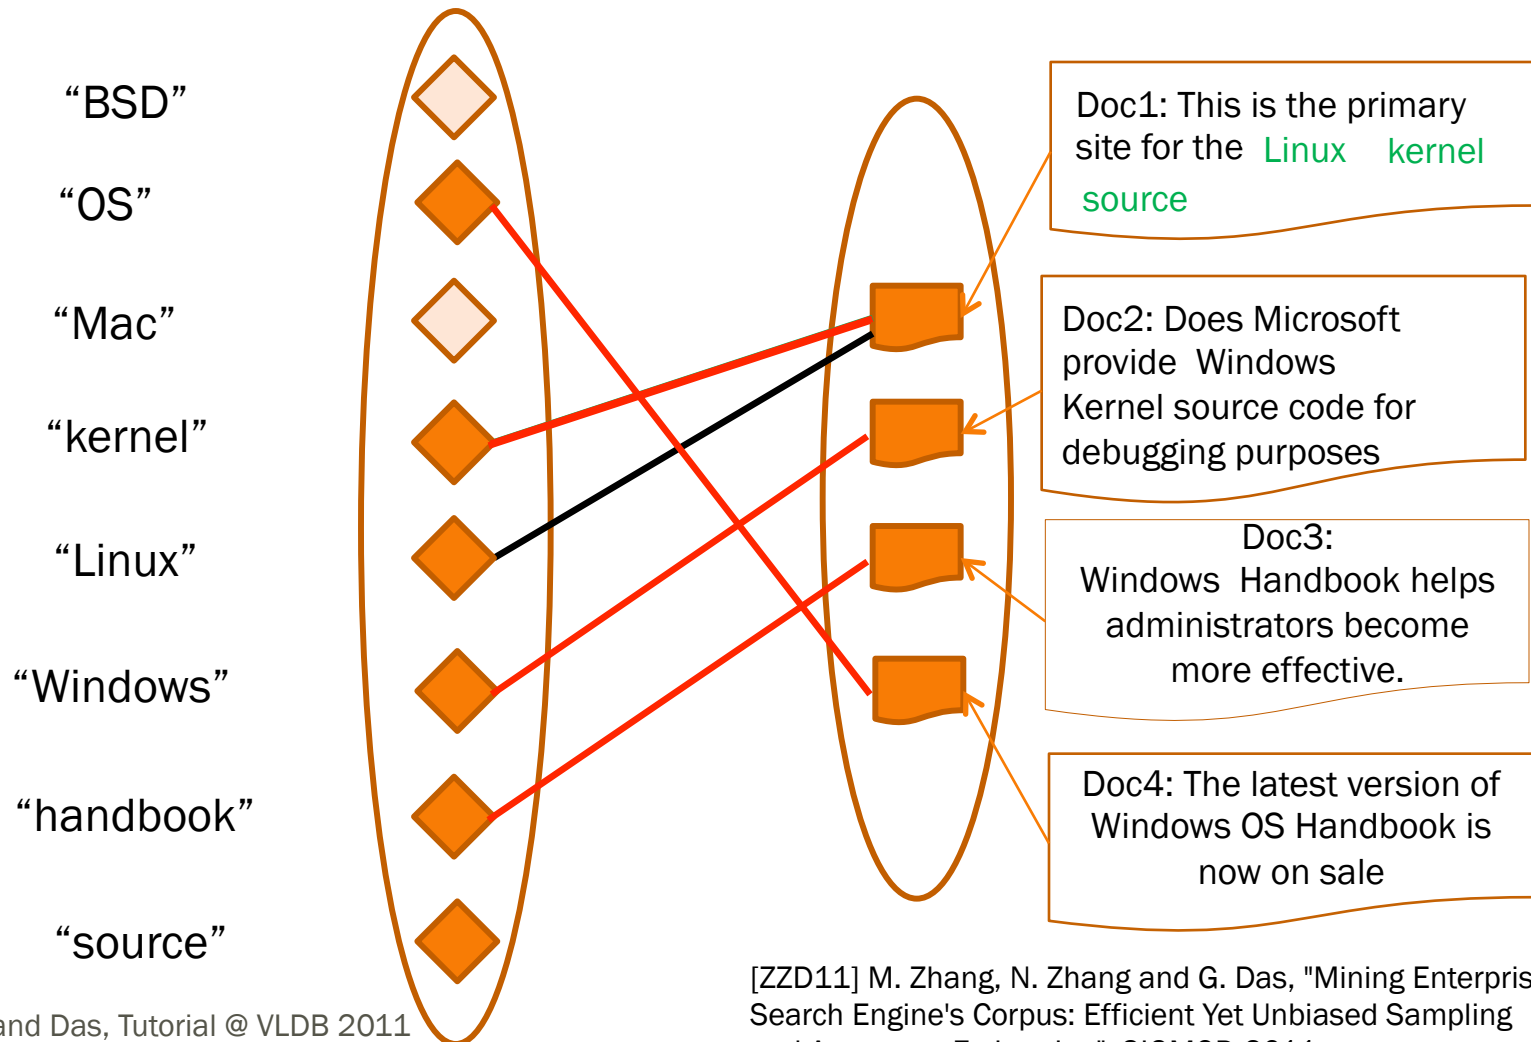 “BSD”
“OS”
“Mac”
“kernel”
“Linux”
“Windows”
“handbook”
“source”
Doc1: This is the primary
site for the Linux kernel
source
Doc2: Does Microsoft
provide Windows
Kernel source code for
debugging purposes
Doc3:
Windows Handbook helps
administrators become
more effective.
Doc4: The latest version of
Windows OS Handbook is
now on sale
[ZZD11] M. Zhang, N. Zhang and G. Das, "Mining Enterpris
Search Engine's Corpus: Efficient Yet Unbiased Sampling
and Das, Tutorial @ VLDB 2011